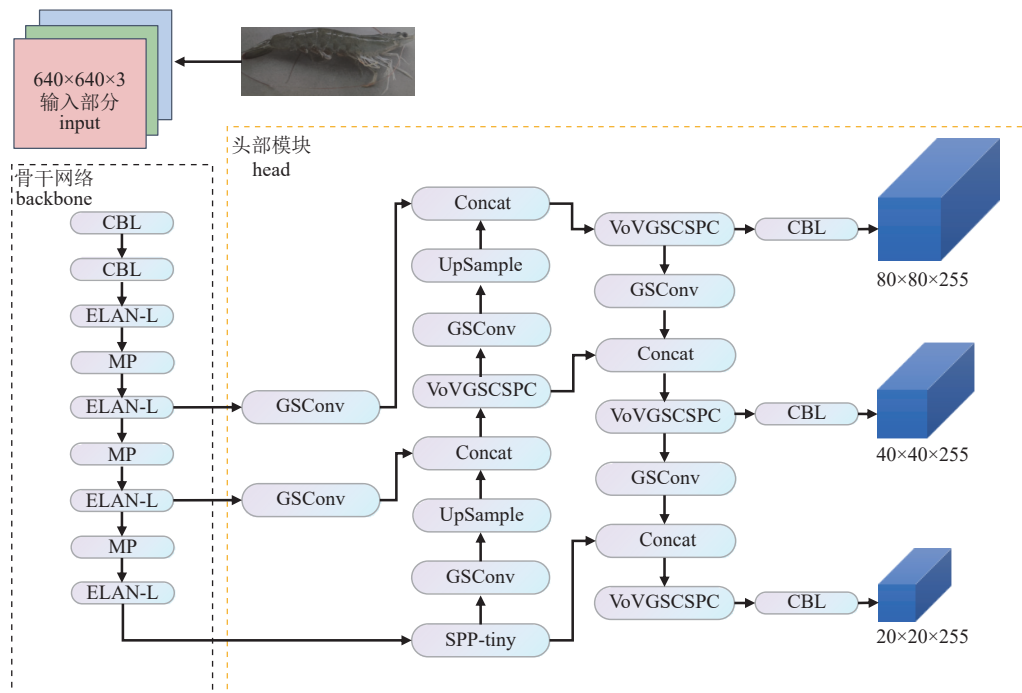 640×640×3
输入部分
input
骨干网络
backbone
CBL
CBL
ELAN-L
MP
ELAN-L
MP
ELAN-L
MP
ELAN-L
头部模块
head
GSConv
GSConv
Concat
UpSample
GSConv
VoVGSCSPC
Concat
UpSample
GSConv
SPP-tiny
VoVGSCSPC
GSConv
Concat
VoVGSCSPC
GSConv
Concat
VoVGSCSPC
CBL
CBL
CBL
80×80×255
40×40×255
20×20×255